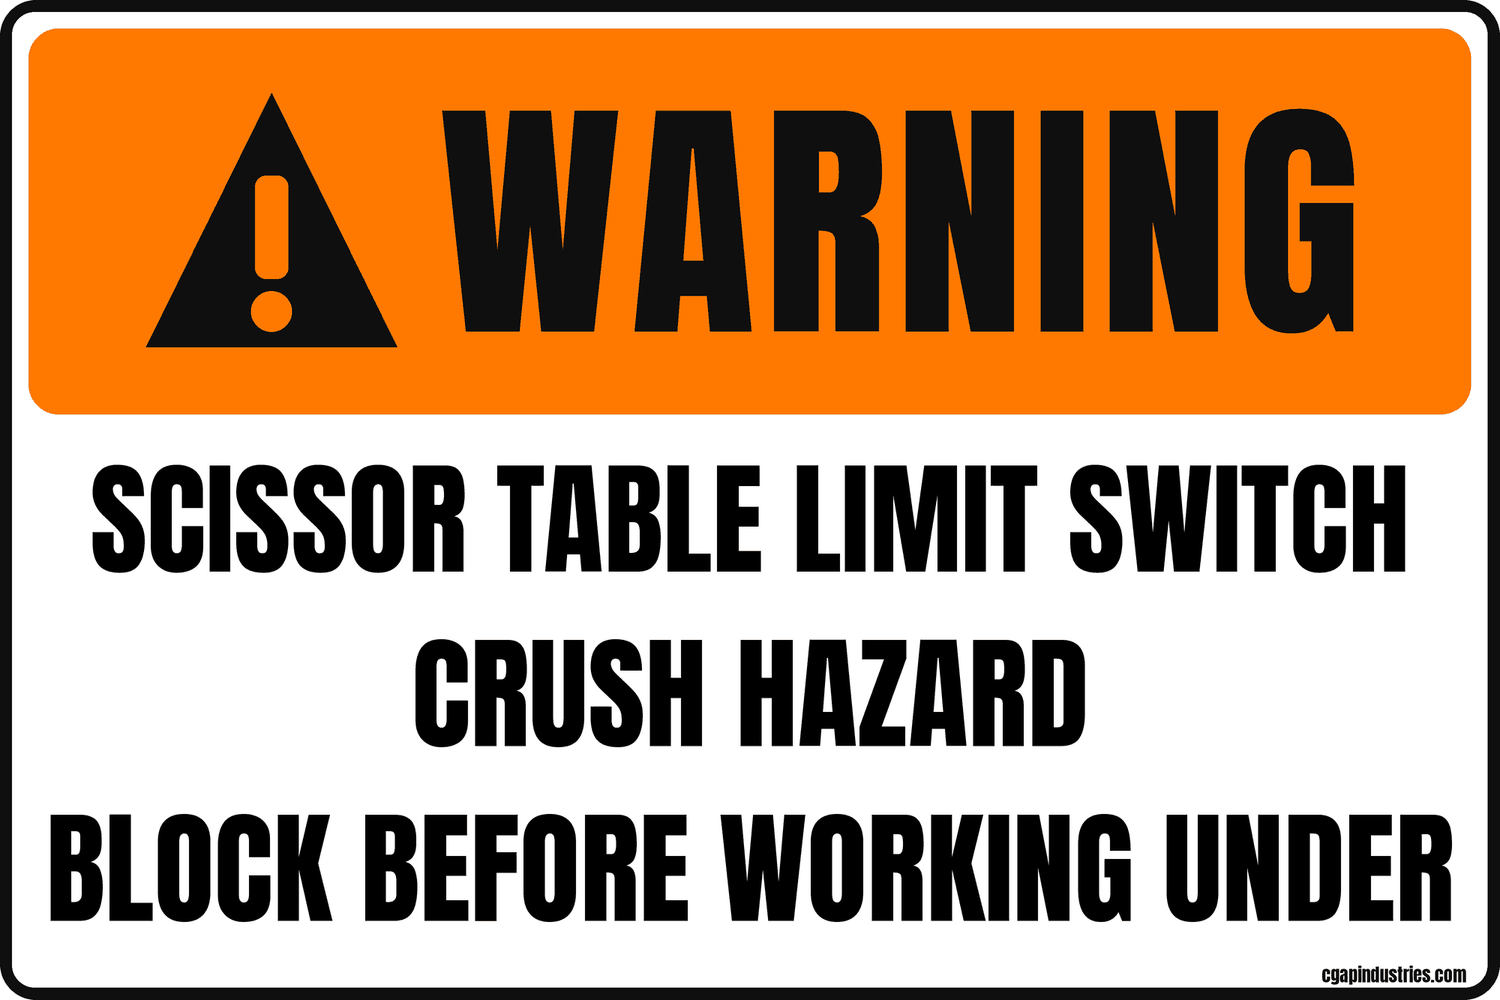 WARNING
SCISSOR TABLE LIMIT SWITCH
CRUSH HAZARD
BLOCK BEFORE WORKING UNDER
cgapindustries.com